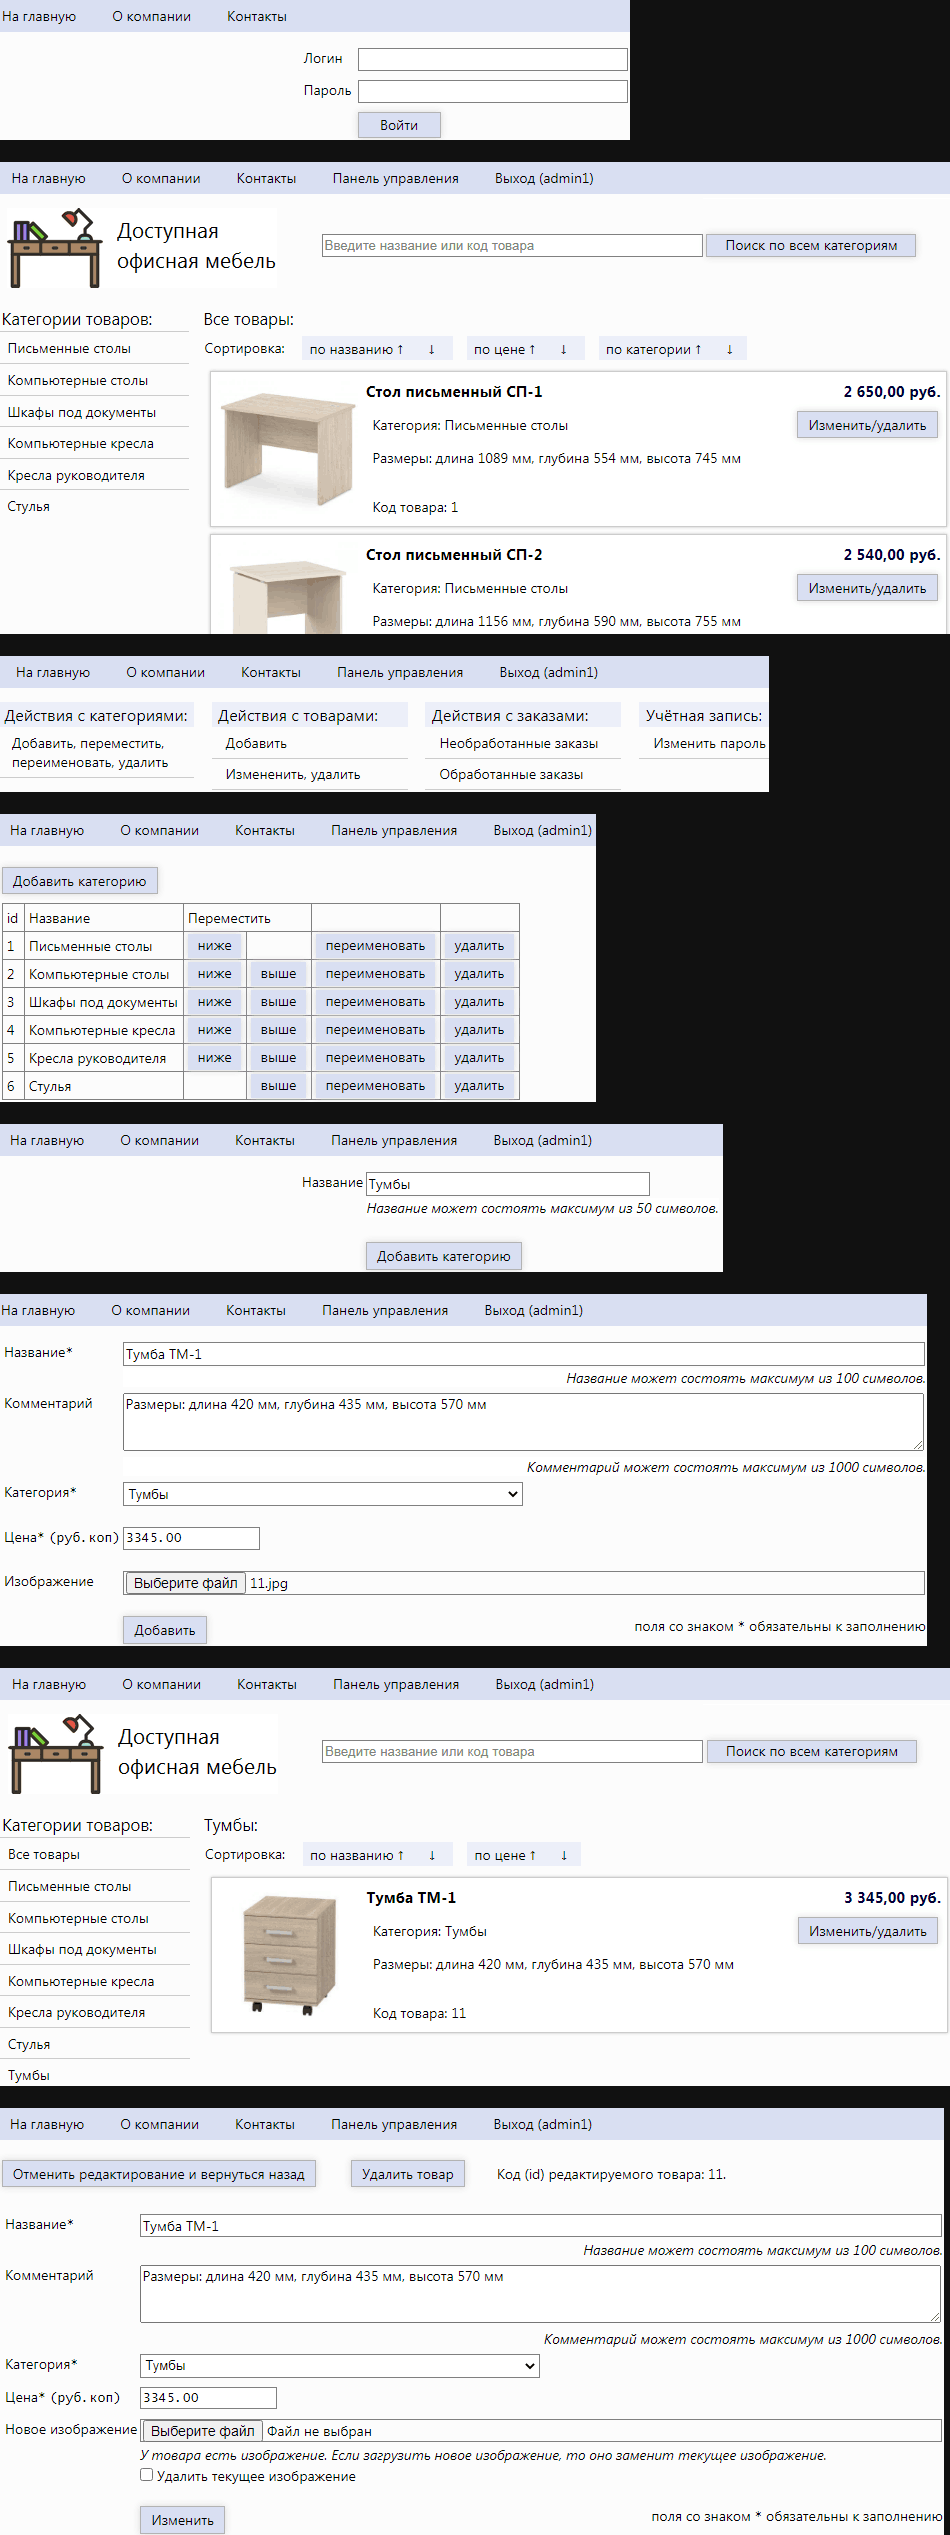 На главную О компании Контакты
Логин
Пароль
Войти
На главную О компании Контакты Панель управления Выход (admin1)
Доступная
офисная мебель
Введите название или код товара Поиск по всем категориям
Категории товаров: Все товары:
Письменные столы Сортировка: по названию ↑ ↓ по цене ↑ ↓ по категории ↑ ↓
Компьютерные столы Стол письменный СП-1 2 650,00 руб.
Шкафы под документы Категория: Письменные столы Изменить/удалить
Компьютерные кресла Размеры: длина 1089 мм, глубина 554 мм, высота 745 мм
Кресла руководителя
Стулья Код товара: 1
Стол письменный СП-2 2 540,00 руб.
Категория: Письменные столы Изменить/удалить
Размеры: длина 1156 мм, глубина 590 мм, высота 755 мм
На главную О компании Контакты Панель управления Выход (admin1)
Действия с категориями: Действия с товарами: Действия с заказами: Учётная запись:
Добавить, переместить, Добавить Необработанные заказы Изменить пароль
переименовать, удалить
Измененить, удалить Обработанные заказы
На главную О компании Контакты Панель управления Выход (admin1)
Добавить категорию
id Название Переместить
1 Письменные столы ниже переименовать удалить
2 Компьютерные столы ниже выше переименовать удалить
3 Шкафы под документы ниже выше переименовать удалить
4 Компьютерные кресла ниже выше переименовать удалить
5 Кресла руководителя ниже выше переименовать удалить
6 Стулья выше переименовать удалить
На главную О компании Контакты Панель управления Выход (admin1)
Название Тумбы
Название может состоять максимум из 50 символов.
Добавить категорию
На главную О компании Контакты Панель управления Выход (admin1)
Название* Тумба ТМ-1
Название может состоять максимум из 100 символов.
Комментарий Размеры: длина 420 мм, глубина 435 мм, высота 570 мм
Комментарий может состоять максимум из 1000 символов.
Категория* Тумбы
Цена* (руб.коп) 3345.00
Изображение Выберите файл 11.jpg
Добавить поля со знаком * обязательны к заполнению
На главную О компании Контакты Панель управления Выход (admin1)
Доступная
офисная мебель
Введите название или код товара Поиск по всем категориям
Категории товаров: Тумбы:
Все товары Сортировка: по названию ↑ ↓ по цене ↑ ↓
Письменные столы Тумба ТМ-1 3 345,00 руб.
Компьютерные столы Категория: Тумбы Изменить/удалить
Шкафы под документы Размеры: длина 420 мм, глубина 435 мм, высота 570 мм
Компьютерные кресла
Кресла руководителя Код товара: 11
Стулья
Тумбы
На главную О компании Контакты Панель управления Выход (admin1)
Отменить редактирование и вернуться назад Удалить товар Код (id) редактируемого товара: 11.
Название* Тумба ТМ-1
Название может состоять максимум из 100 символов.
Комментарий Размеры: длина 420 мм, глубина 435 мм, высота 570 мм
Комментарий может состоять максимум из 1000 символов.
Категория* Тумбы
Цена* (руб.коп) 3345.00
Новое изображение Выберите файл Файл не выбран
У товара есть изображение. Если загрузить новое изображение, то оно заменит текущее изображение.
Удалить текущее изображение
Изменить поля со знаком * обязательны к заполнению